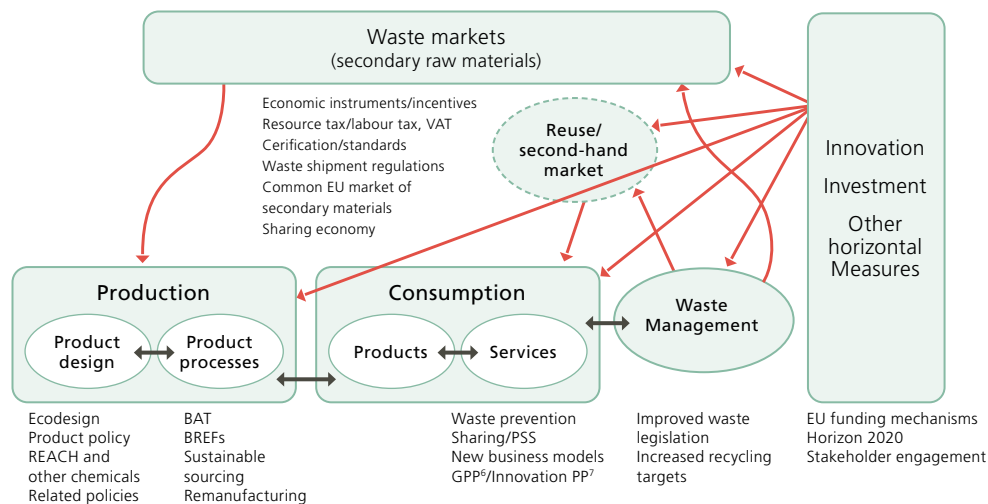 Waste markets
(secondary raw materials)
Economic instruments/incentives
Resource tax/labour tax, VAT
Cerification/standards
Waste shipment regulations
Common EU market of
secondary materials
Sharing economy
Reuse/
second-hand
market
Innovation
Investment
Other
horizontal
Measures
Production
Product
design
Product
processes
Consumption
Products
Services
Waste
Management
Ecodesign
Product policy
REACH and
other chemicals
Related policies
BAT
BREFs
Sustainable
sourcing
Remanufacturing
Waste prevention
Sharing/PSS
New business models
GPP⁶/Innovation PP⁷
Improved waste
legislation
Increased recycling
targets
EU funding mechanisms
Horizon 2020
Stakeholder engagement